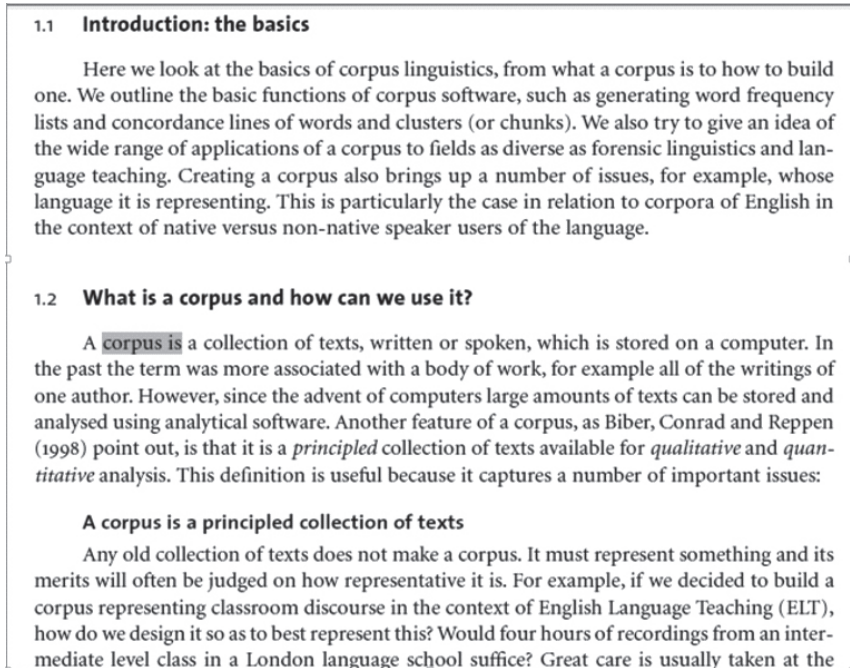 1.1 Introduction: the basics
Here we look at the basics of corpus linguistics, from what a corpus is to how to build
one. We outline the basic functions of corpus software, such as generating word frequency
lists and concordance lines of words and clusters (or chunks). We also try to give an idea of
the wide range of applications of a corpus to fields as diverse as forensic linguistics and lan-
guage teaching. Creating a corpus also brings up a number of issues, for example, whose
language it is representing. This is particularly the case in relation to corpora of English in
the context of native versus non-native speaker users of the language.
1.2 What is a corpus and how can we use it?
A corpus is a collection of texts, written or spoken, which is stored on a computer. In
the past the term was more associated with a body of work, for example all of the writings of
one author. However, since the advent of computers large amounts of texts can be stored and
analysed using analytical software. Another feature of a corpus, as Biber, Conrad and Reppen
(1998) point out, is that it is a principled collection of texts available for qualitative and quan-
titative analysis. This definition is useful because it captures a number of important issues:
A corpus is a principled collection of texts
Any old collection of texts does not make a corpus. It must represent something and its
merits will often be judged on how representative it is. For example, if we decided to build a
corpus representing classroom discourse in the context of English Language Teaching (ELT),
how do we design it so as to best represent this? Would four hours of recordings from an inter-
mediate level class in a London language school suffice? Great care is usually taken at the